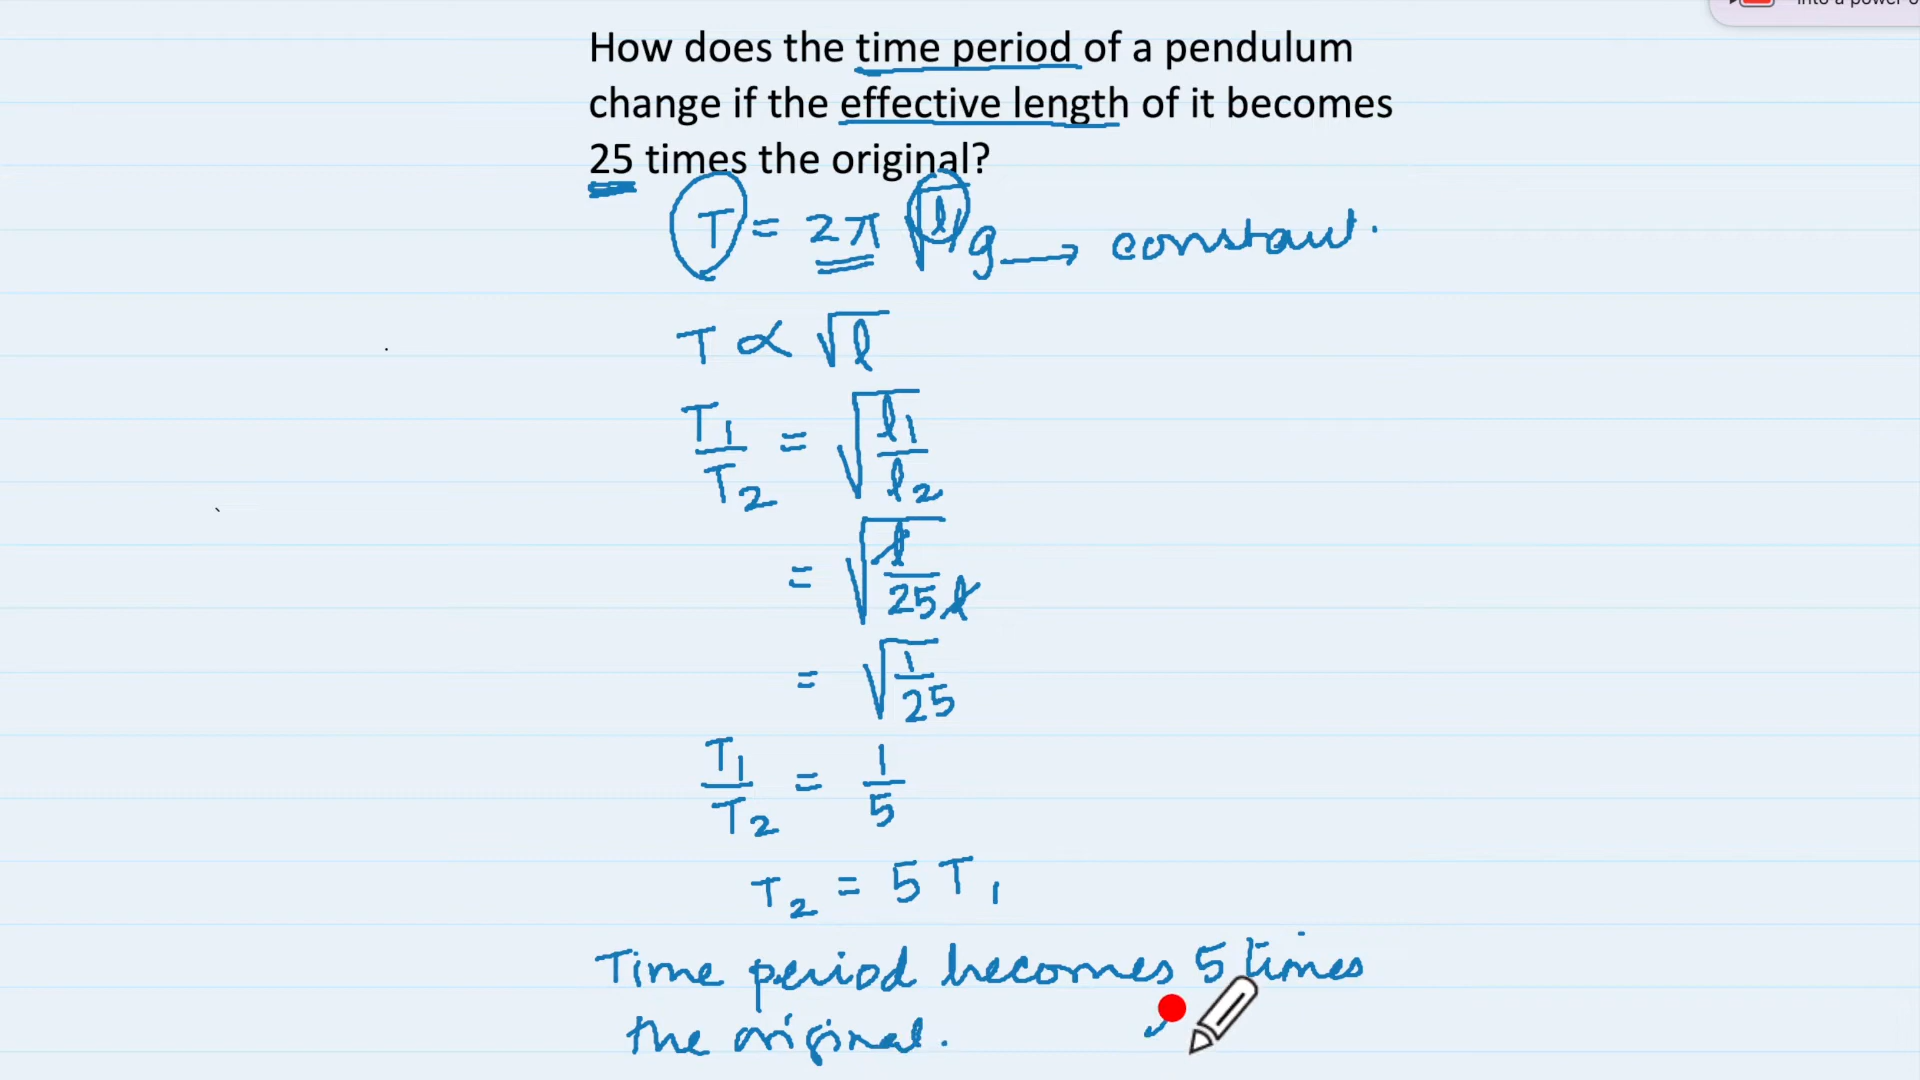 into a power o
How does the time period of a pendulum
change if the effective length of it becomes
25 times the original?
T = 2π √l/g → constant.
T ∝ √l
T1/T2 = √l1/l2
= √l/25l
= √1/25
T1/T2 = 1/5
T2 = 5 T1
Time period becomes 5 times
the original.